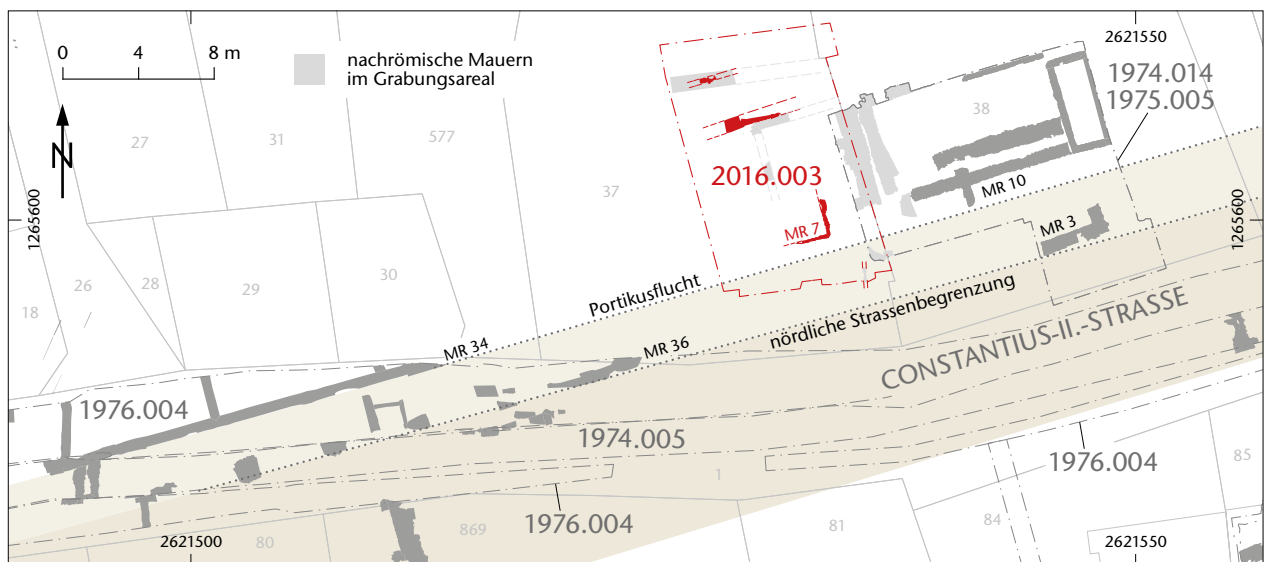 0 4 8 m
nachrömische Mauern
im Grabungsareal
2621550
1974.014
1975.005
N
27
31
577
37
38
2016.003
MR 10
MR 7
MR 3
1265600
1265600
26
28
29
30
18
Portikusflucht
nördliche Strassenbegrenzung
CONSTANTIUS-II.-STRASSE
MR 34
MR 36
1976.004
1974.005
1976.004
1976.004
1
85
869
80
81
84
2621500
2621550